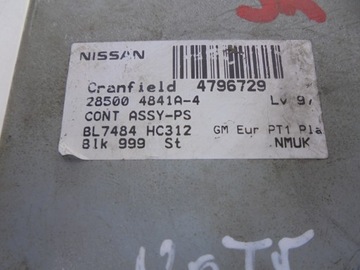 NISSAN
Cranfield 4796729
28500 4841A-4 Lv 97
CONT ASSY-PS
BL7484 HC312 GM Eur PT1 Pla
Blk 999 St NMUK